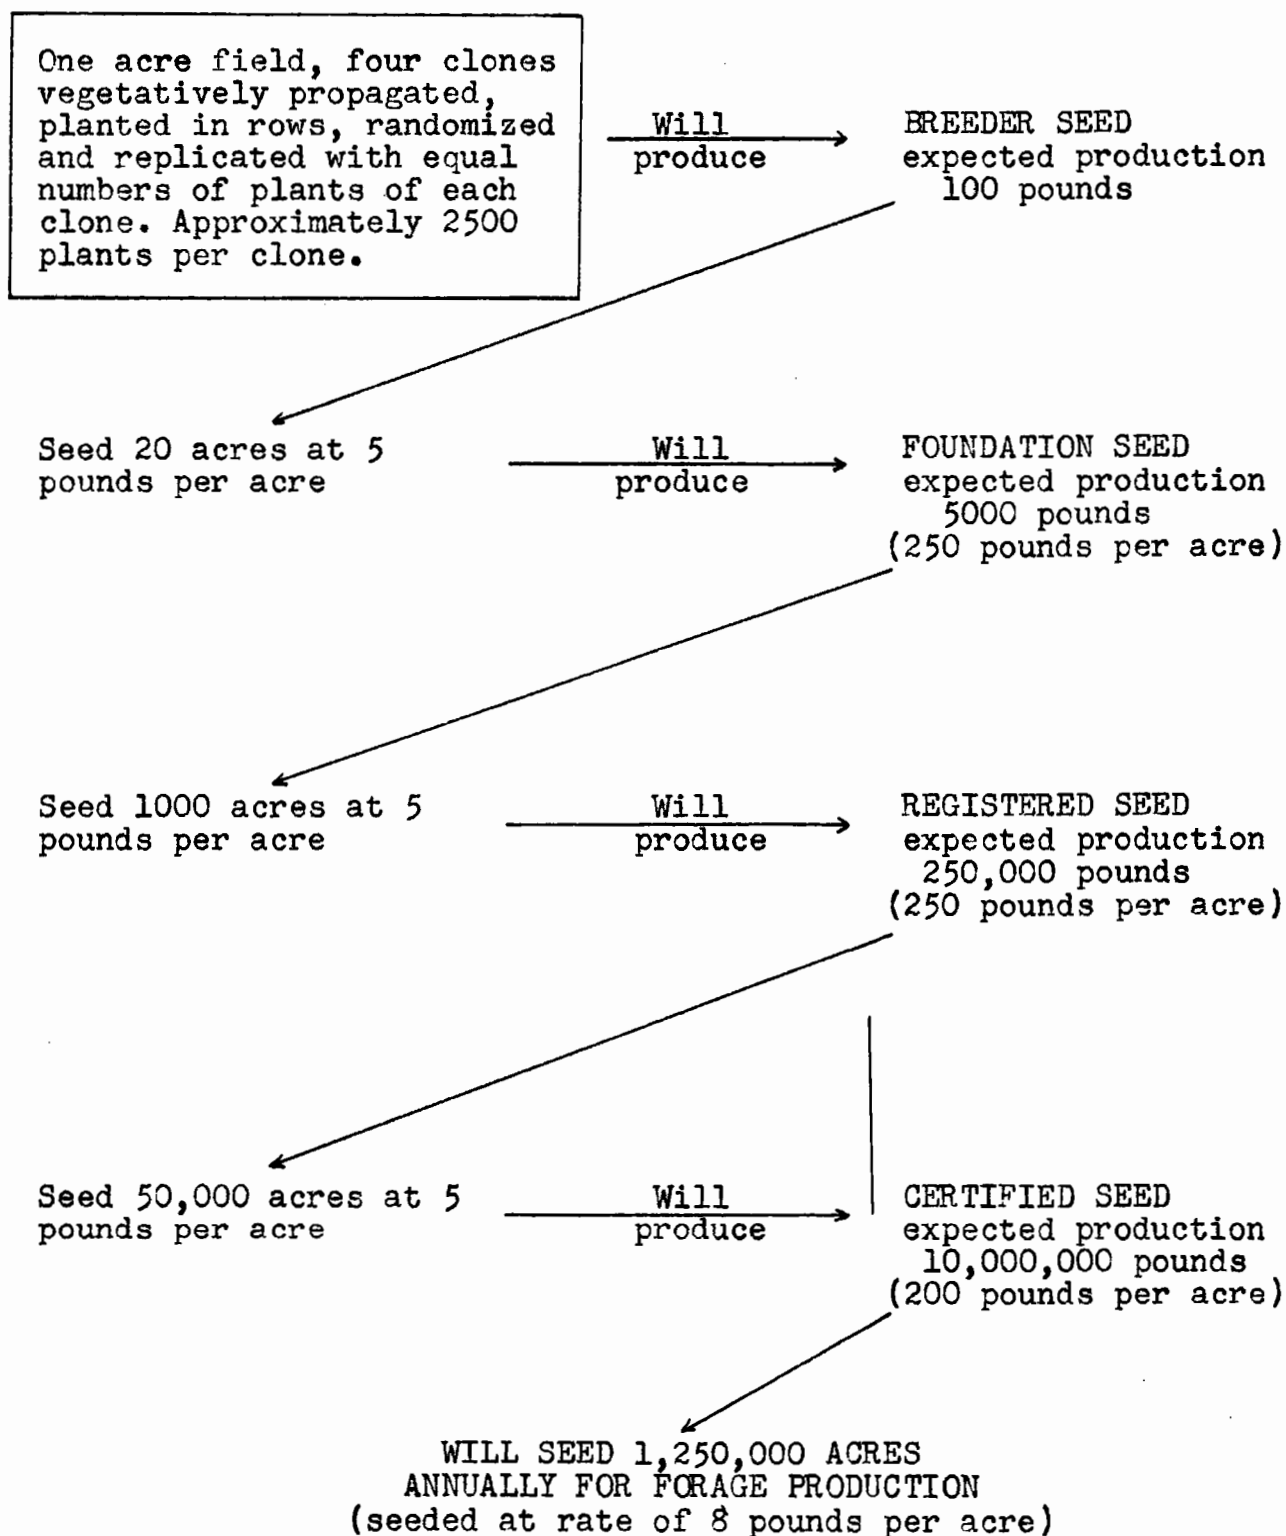 One acre field, four clones
vegetatively propagated,
planted in rows, randomized
and replicated with equal
numbers of plants of each
clone. Approximately 2500
plants per clone.
Will
produce
BREEDER SEED
expected production
100 pounds
Seed 20 acres at 5
pounds per acre
Will
produce
FOUNDATION SEED
expected production
5000 pounds
(250 pounds per acre)
Seed 1000 acres at 5
pounds per acre
Will
produce
REGISTERED SEED
expected production
250,000 pounds
(250 pounds per acre)
Seed 50,000 acres at 5
pounds per acre
Will
produce
CERTIFIED SEED
expected production
10,000,000 pounds
(200 pounds per acre)
WILL SEED 1,250,000 ACRES
ANNUALLY FOR FORAGE PRODUCTION
(seeded at rate of 8 pounds per acre)